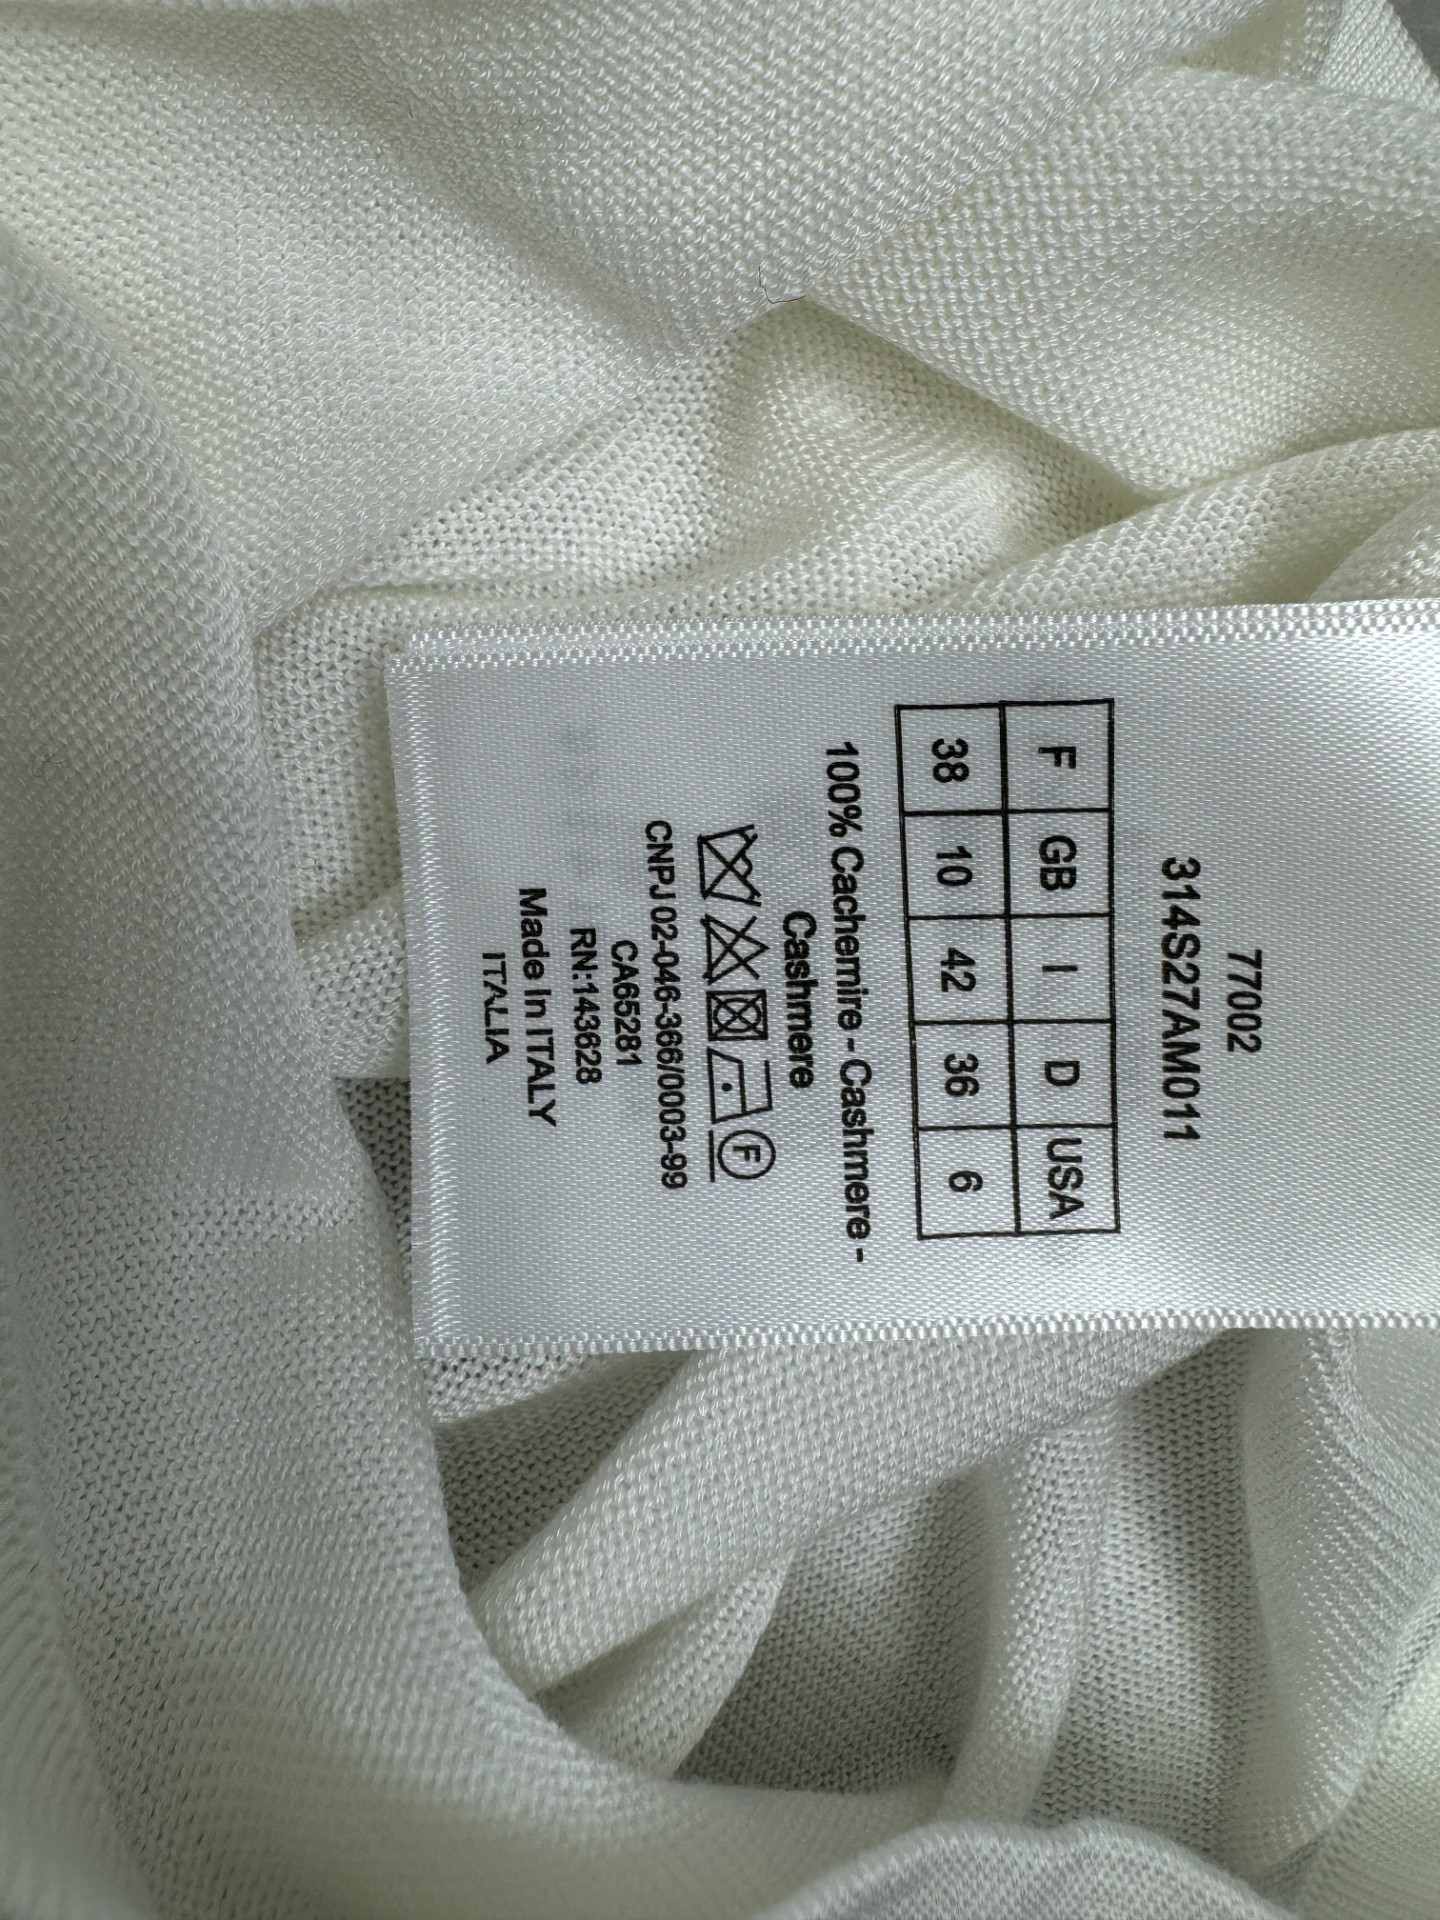 77002
314S27AM011
F GB I D USA
38 10 42 36 6
100% Cachemire - Cashmere -
Cashmere
F
CNPJ 02-046-366/0003-99
CA65281
RN:143628
Made In ITALY
ITALIA